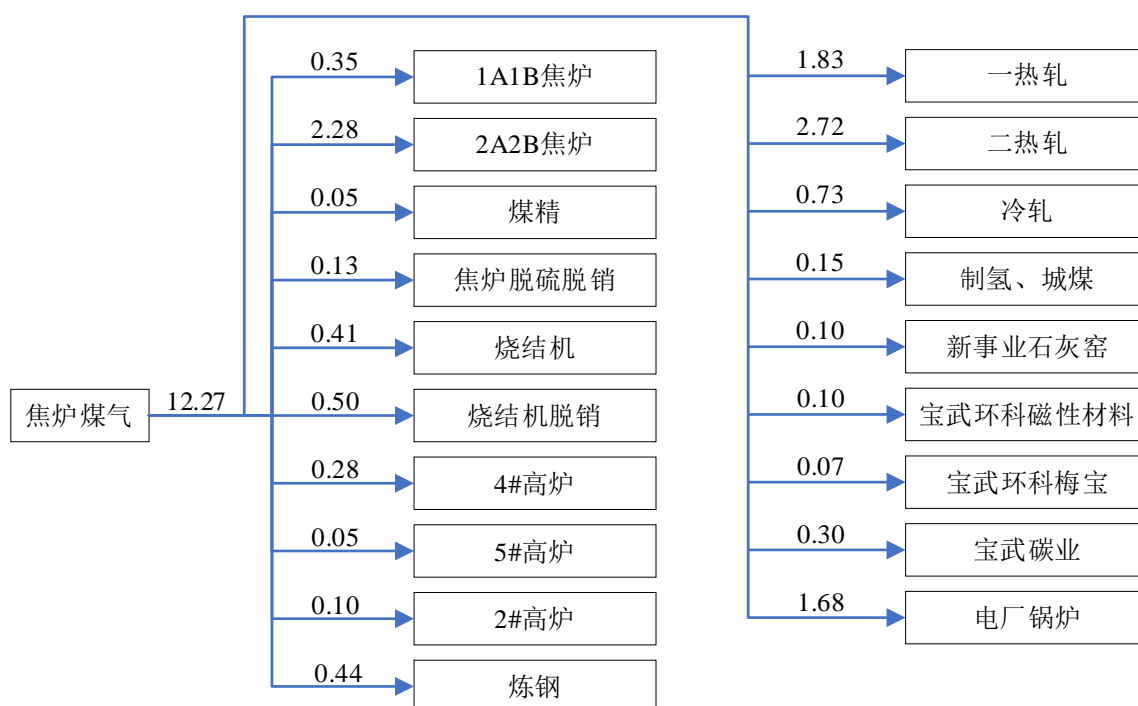 0.35
1A1B焦炉
2.28
2A2B焦炉
0.05
煤精
0.13
焦炉脱硫脱销
0.41
烧结机
焦炉煤气
12.27
0.50
烧结机脱销
0.28
4#高炉
0.05
5#高炉
0.10
2#高炉
0.44
炼钢
1.83
一热轧
2.72
二热轧
0.73
冷轧
0.15
制氢、城煤
0.10
新事业石灰窑
0.10
宝武环科磁性材料
0.07
宝武环科梅宝
0.30
宝武碳业
1.68
电厂锅炉